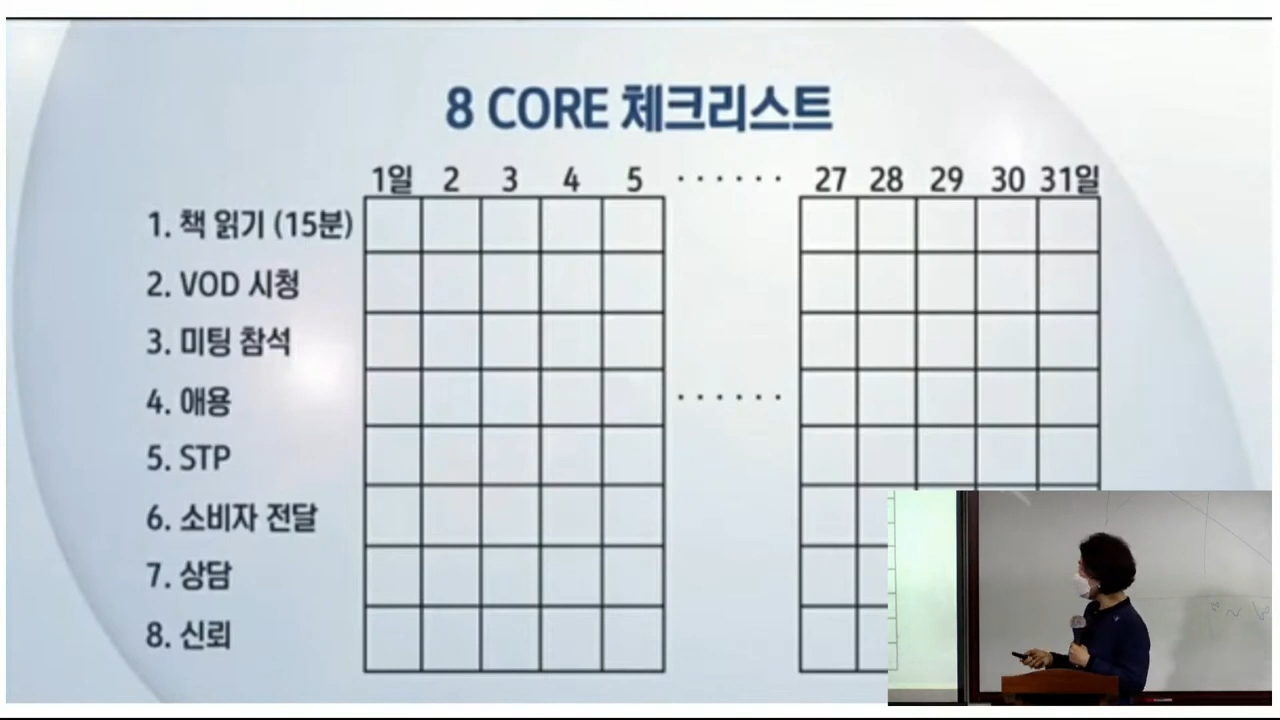 8 CORE 체크리스트
1일 2 3 4 5 · · · · · · 27 28 29 30 31일
1. 책 읽기 (15분)
2. VOD 시청
3. 미팅 참석
4. 애용 · · · · · ·
5. STP
6. 소비자 전달
7. 상담
8. 신뢰